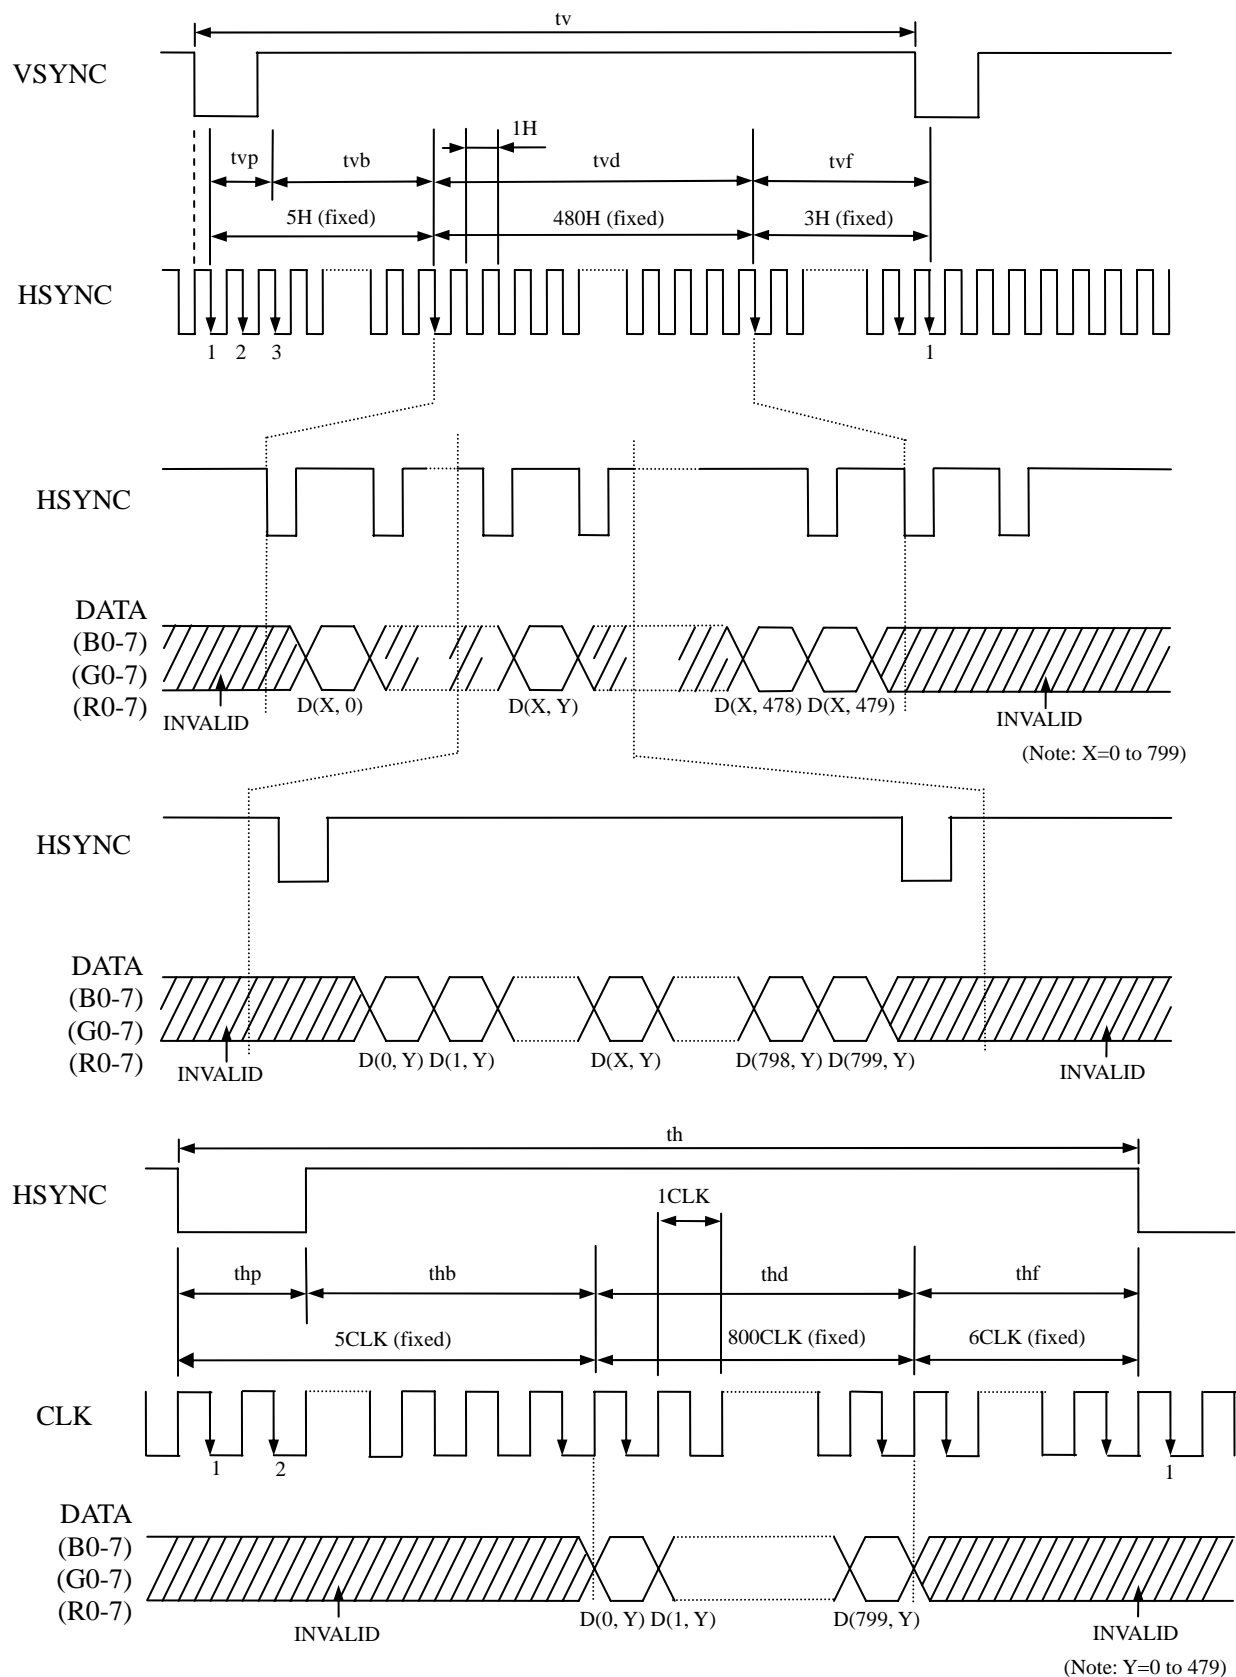 tv
VSYNC
1H
tvp
tvb
tvd
tvf
5H (fixed)
480H (fixed)
3H (fixed)
HSYNC
1
2
3
1
HSYNC
DATA
(B0-7)
(G0-7)
(R0-7)
INVALID
D(X, 0)
D(X, Y)
D(X, 478)
D(X, 479)
INVALID
(Note: X=0 to 799)
HSYNC
DATA
(B0-7)
(G0-7)
(R0-7)
INVALID
D(0, Y)
D(1, Y)
D(X, Y)
D(798, Y)
D(799, Y)
INVALID
th
HSYNC
1CLK
thp
thb
thd
thf
5CLK (fixed)
800CLK (fixed)
6CLK (fixed)
CLK
1
2
1
DATA
(B0-7)
(G0-7)
(R0-7)
INVALID
D(0, Y)
D(1, Y)
D(799, Y)
INVALID
(Note: Y=0 to 479)